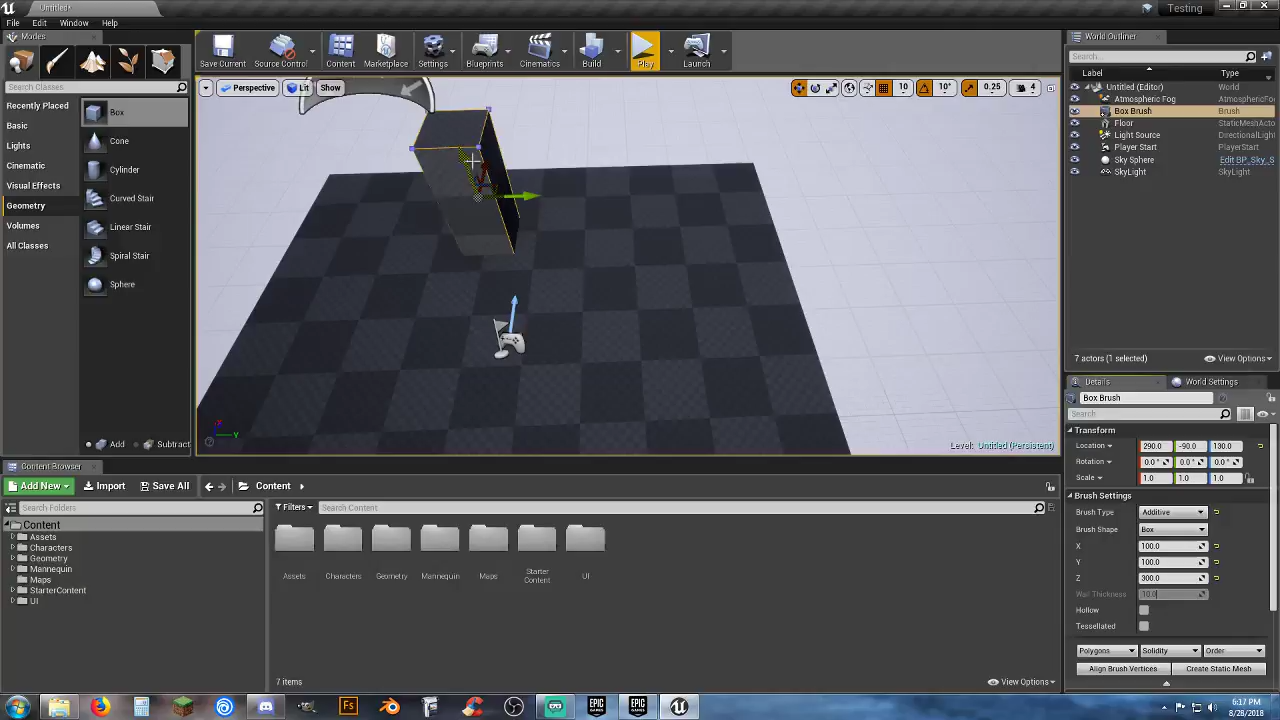 Untitled*
Testing
File Edit Window Help
Modes
Search Classes
Recently Placed
Basic
Lights
Cinematic
Visual Effects
Geometry
Volumes
All Classes
Box
Cone
Cylinder
Curved Stair
Linear Stair
Spiral Stair
Sphere
Add Subtract
Save Current Source Control Content Marketplace Settings Blueprints Cinematics Build Play Launch
Perspective Lit Show
10 10° 0.25 4
Level: Untitled (Persistent)
World Outliner
Search...
Label Type
Untitled (Editor) World
Atmospheric Fog AtmosphericFog
Box Brush Brush
Floor StaticMeshActo
Light Source DirectionalLigh
Player Start PlayerStart
Sky Sphere Edit BP_Sky_S
SkyLight SkyLight
7 actors (1 selected) View Options
Details World Settings
Box Brush
Search
Transform
Location 290.0 -90.0 130.0
Rotation 0.0° 0.0° 0.0°
Scale 1.0 1.0 1.0
Brush Settings
Brush Type Additive
Brush Shape Box
X 100.0
Y 100.0
Z 300.0
Wall Thickness 10.0
Hollow
Tessellated
Polygons Solidity Order
Align Brush Vertices Create Static Mesh
Content Browser
Add New Import Save All Content
Search Folders
Content
Assets
Characters
Geometry
Mannequin
Maps
StarterContent
UI
Filters Search Content
Assets Characters Geometry Mannequin Maps Starter Content UI
7 items View Options
6:17 PM
8/28/2018